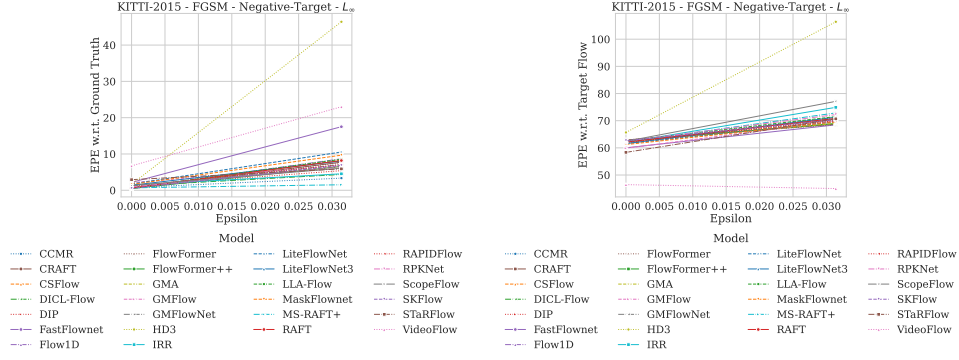 KITTI-2015 - FGSM - Negative-Target - L∞
EPE w.r.t. Ground Truth
40
30
20
10
0
0.000 0.005 0.010 0.015 0.020 0.025 0.030
Epsilon
Model
CCMR FlowFormer LiteFlowNet RAPIDFlow
CRAFT FlowFormer++ LiteFlowNet3 RPKNet
CSFlow GMA LLA-Flow ScopeFlow
DICL-Flow GMFlow MaskFlownet SKFlow
DIP GMFlowNet MS-RAFT+ STaRFlow
FastFlownet HD3 RAFT VideoFlow
Flow1D IRR
KITTI-2015 - FGSM - Negative-Target - L∞
EPE w.r.t. Target Flow
100
90
80
70
60
50
0.000 0.005 0.010 0.015 0.020 0.025 0.030
Epsilon
Model
CCMR FlowFormer LiteFlowNet RAPIDFlow
CRAFT FlowFormer++ LiteFlowNet3 RPKNet
CSFlow GMA LLA-Flow ScopeFlow
DICL-Flow GMFlow MaskFlownet SKFlow
DIP GMFlowNet MS-RAFT+ STaRFlow
FastFlownet HD3 RAFT VideoFlow
Flow1D IRR